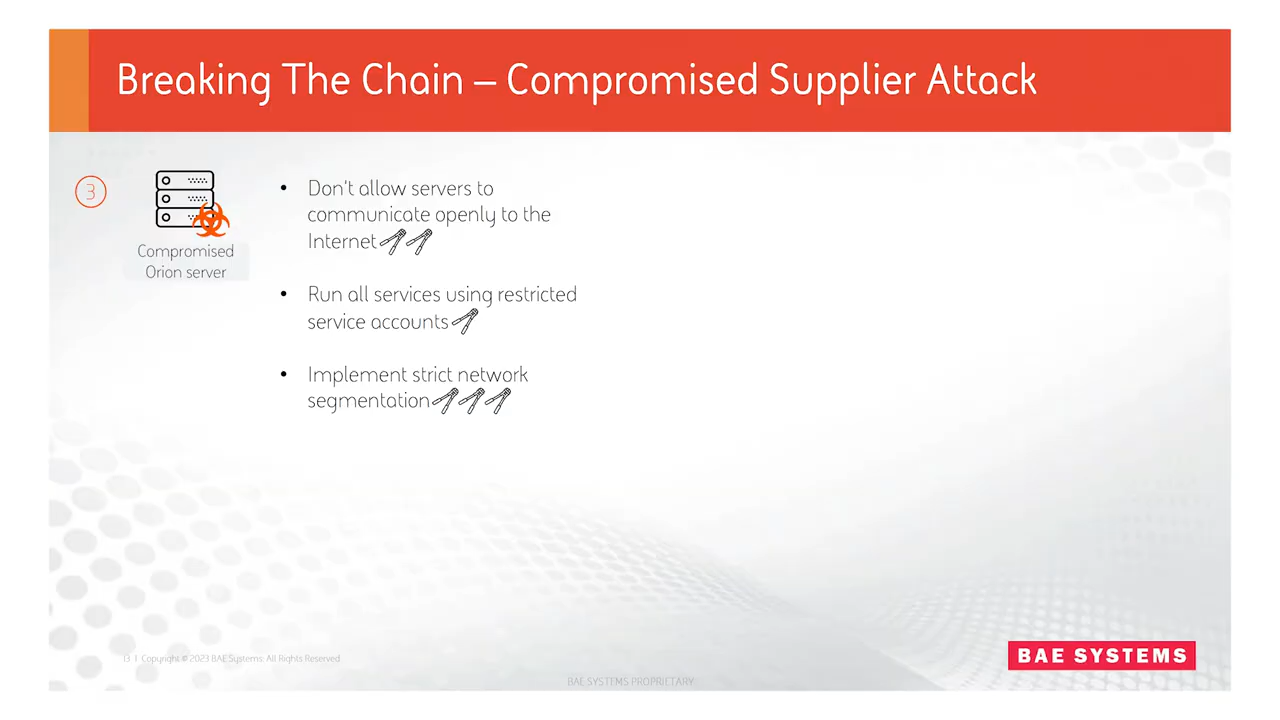 Breaking The Chain – Compromised Supplier Attack
3
Compromised
Orion server
• Don't allow servers to
communicate openly to the
Internet
• Run all services using restricted
service accounts
• Implement strict network
segmentation
13 | Copyright © 2023 BAE Systems. All Rights Reserved
BAE SYSTEMS
BAE SYSTEMS PROPRIETARY